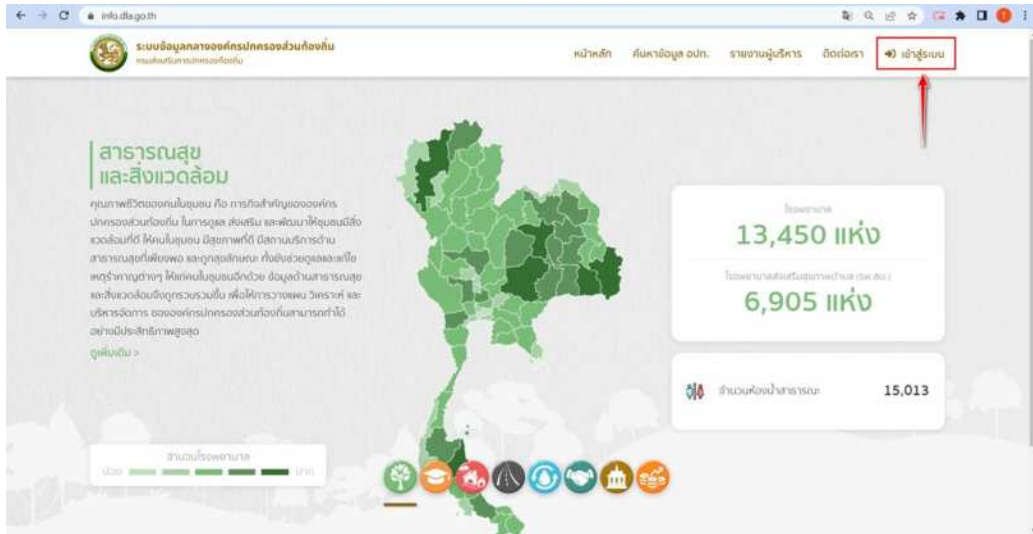 info.dla.go.th
ระบบข้อมูลกลางองค์กรปกครองส่วนท้องถิ่น
กรมส่งเสริมการปกครองท้องถิ่น
หน้าหลัก ค้นหาข้อมูล อปท. รายงานผู้บริหาร ติดต่อเรา เข้าสู่ระบบ
สาธารณสุข
และสิ่งแวดล้อม
คุณภาพชีวิตของคนในชุมชน คือ ภารกิจสำคัญขององค์กร
ปกครองส่วนท้องถิ่น ในการดูแล ส่งเสริม และพัฒนาให้ชุมชนมีสิ่ง
แวดล้อมที่ดี ให้คนในชุมชน มีสุขภาพที่ดี มีสถานบริการด้าน
สาธารณสุขที่เพียงพอ และถูกสุขลักษณะ ทั้งยังช่วยดูแลและแก้ไข
เหตุรำคาญต่างๆ ให้แก่คนในชุมชนอีกด้วย ข้อมูลด้านสาธารณสุข
และสิ่งแวดล้อมจึงถูกรวบรวมขึ้น เพื่อให้การวางแผน วิเคราะห์ และ
บริหารจัดการ ขององค์กรปกครองส่วนท้องถิ่นสามารถทำได้
อย่างมีประสิทธิภาพสูงสุด
ดูเพิ่มเติม >
โรงพยาบาล
13,450 แห่ง
โรงพยาบาลส่งเสริมสุขภาพตำบล (รพ.สต.)
6,905 แห่ง
จำนวนห้องน้ำสาธารณะ 15,013
จำนวนโรงพยาบาล
น้อย มาก